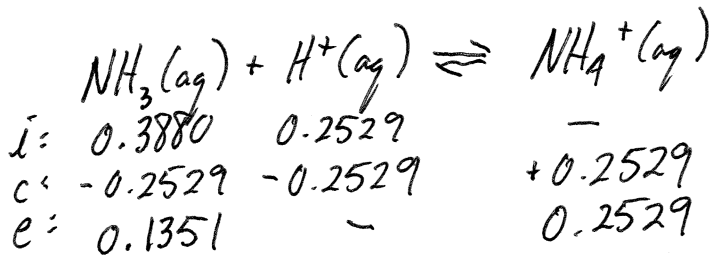 NH₃(aq) + H⁺(aq) ⇌ NH₄⁺(aq)
i: 0.3880 0.2529 —
c: -0.2529 -0.2529 +0.2529
e: 0.1351 — 0.2529